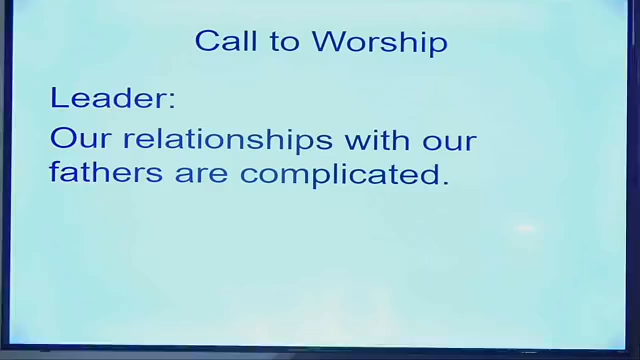 Call to Worship
Leader:
Our relationships with our
fathers are complicated.